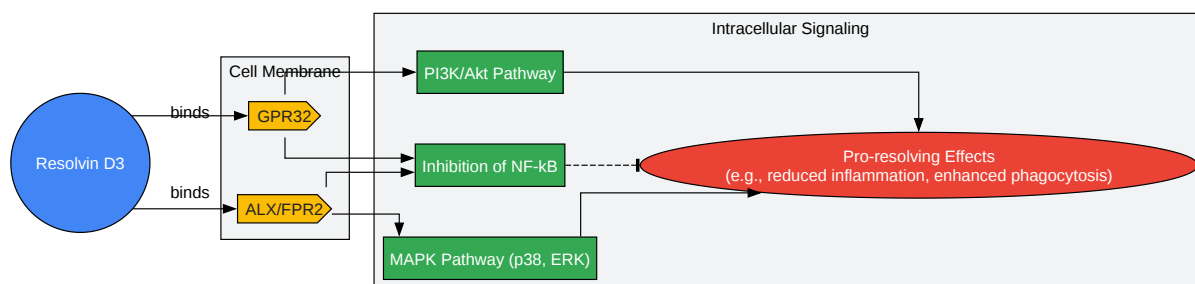 Intracellular Signaling
Cell Membrane
PI3K/Akt Pathway
binds
GPR32
Resolvin D3
Inhibition of NF-kB
Pro-resolving Effects
(e.g., reduced inflammation, enhanced phagocytosis)
binds
ALX/FPR2
MAPK Pathway (p38, ERK)